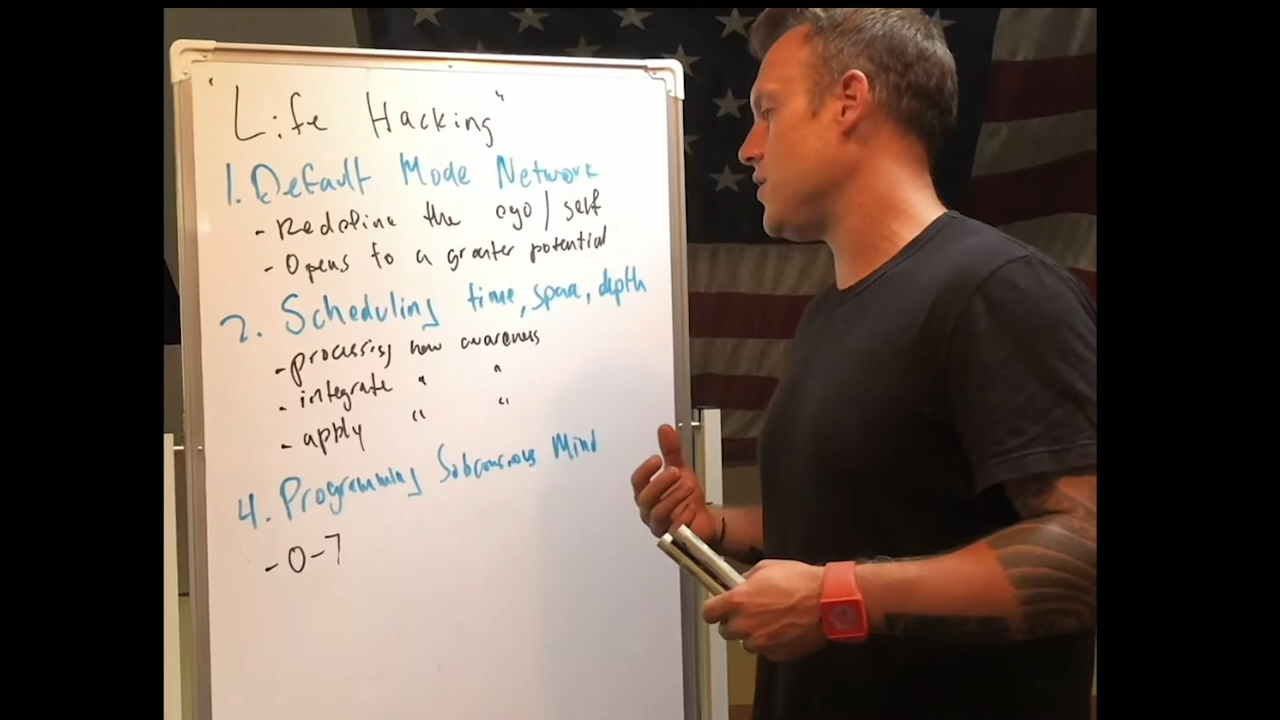 "Life Hacking"
1. Default Mode Network
- Redefine the ego / self
- Opens to a greater potential
2. Scheduling time, space, depth
- processing new awareness
- integrate " "
- apply " "
4. Programming Subconscious Mind
- 0-7